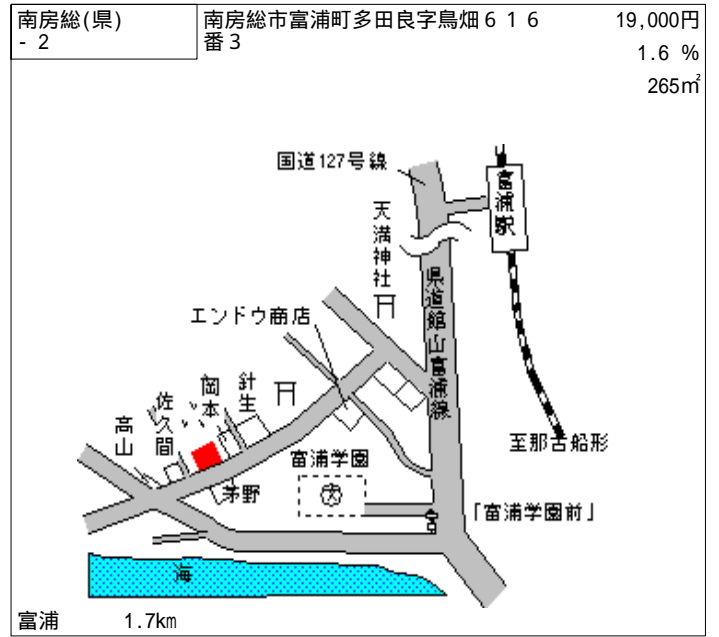 南房総(県)
- 2
南房総市富浦町多田良字鳥畑６１６
番３
19,000円
1.6 %
265㎡
国道127号線
富浦駅
天満神社
県道館山富浦線
エンドウ商店
針生
岡本
佐久間
高山
茅野
富浦学園
至那古船形
「富浦学園前」
海
富浦 1.7km